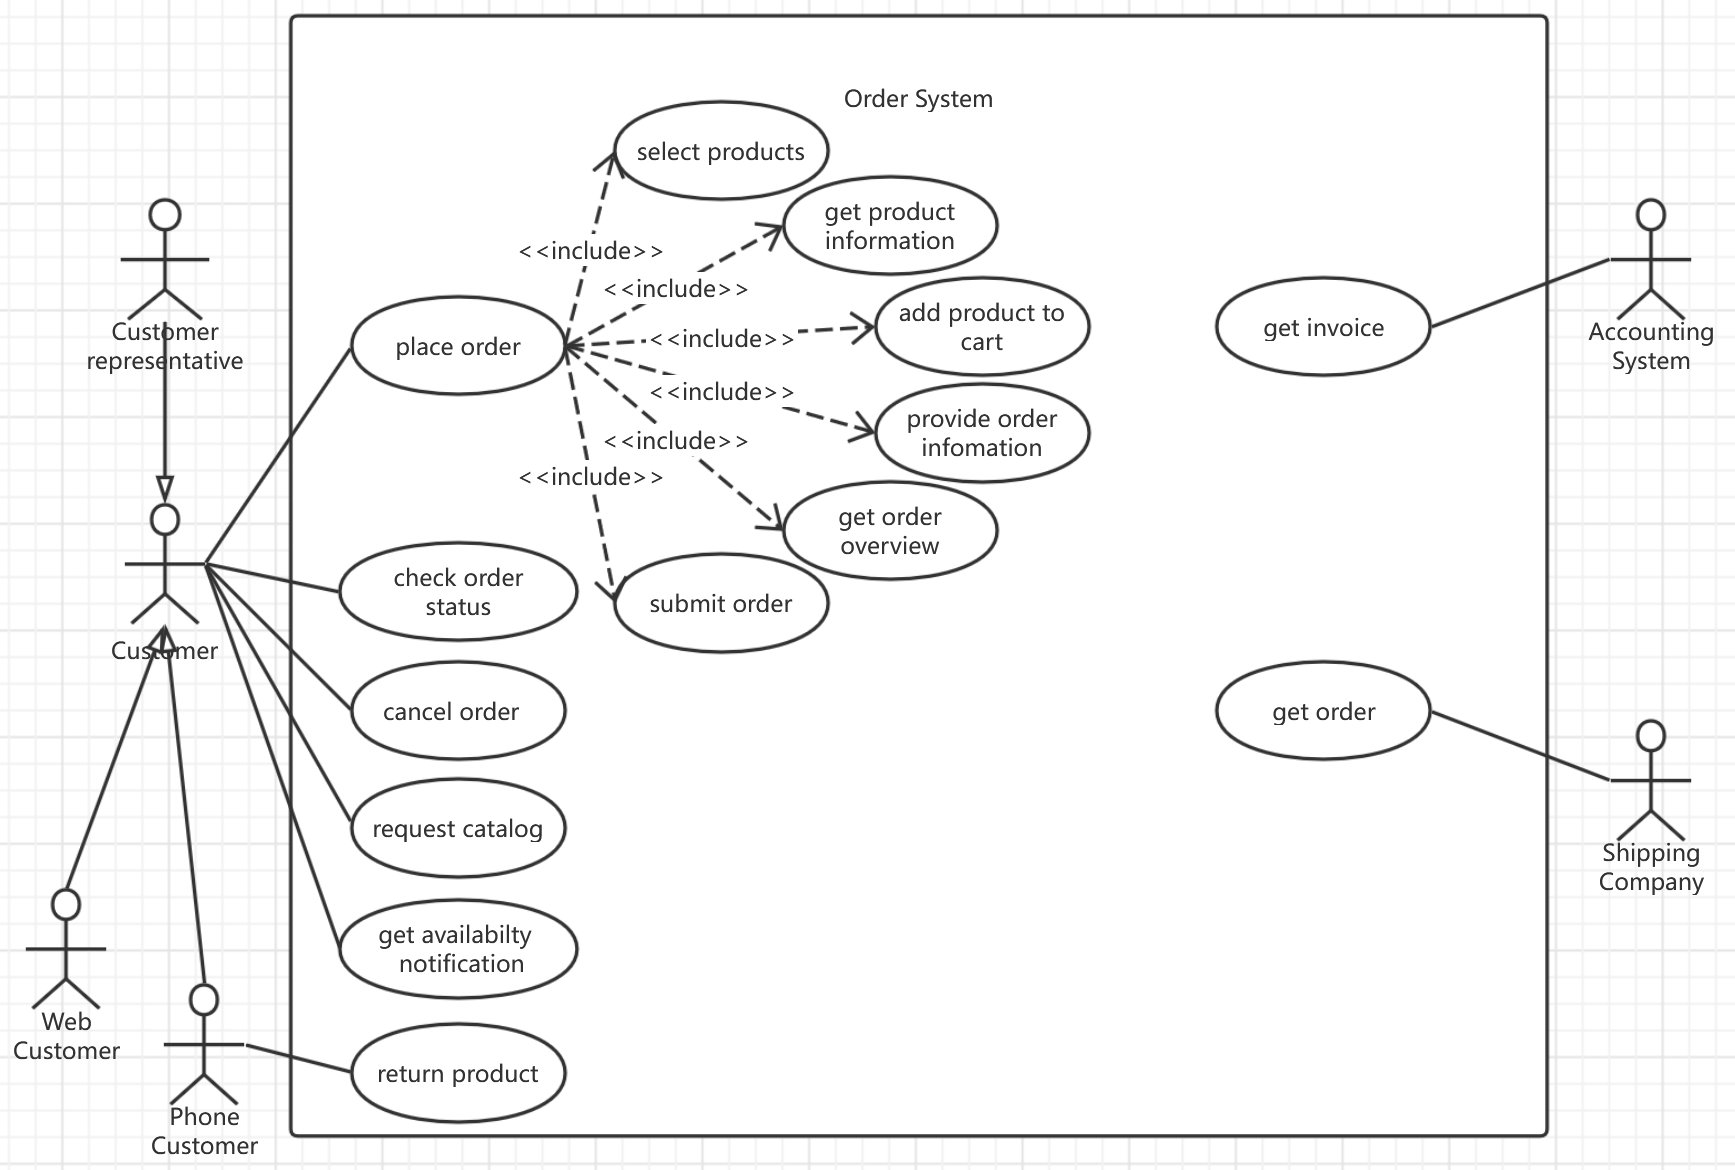 Order System
select products
get product
information
<<include>>
<<include>>
add product to
cart
<<include>>
place order
get invoice
Customer
representative
Accounting
System
<<include>>
provide order
infomation
<<include>>
<<include>>
get order
overview
check order
status
submit order
Customer
cancel order
get order
request catalog
Shipping
Company
get availabilty
notification
Web
Customer
return product
Phone
Customer